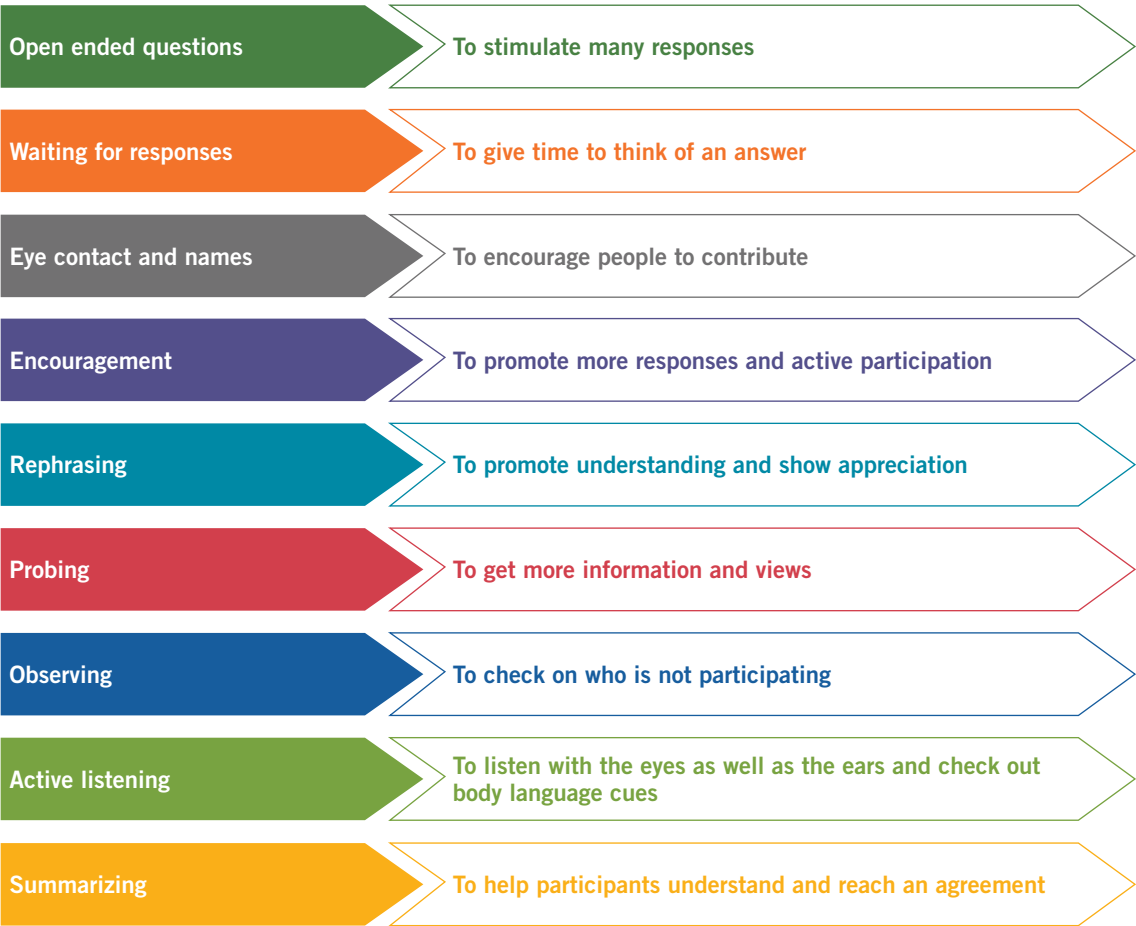 Open ended questions
To stimulate many responses
Waiting for responses
To give time to think of an answer
Eye contact and names
To encourage people to contribute
Encouragement
To promote more responses and active participation
Rephrasing
To promote understanding and show appreciation
Probing
To get more information and views
Observing
To check on who is not participating
Active listening
To listen with the eyes as well as the ears and check out
body language cues
Summarizing
To help participants understand and reach an agreement